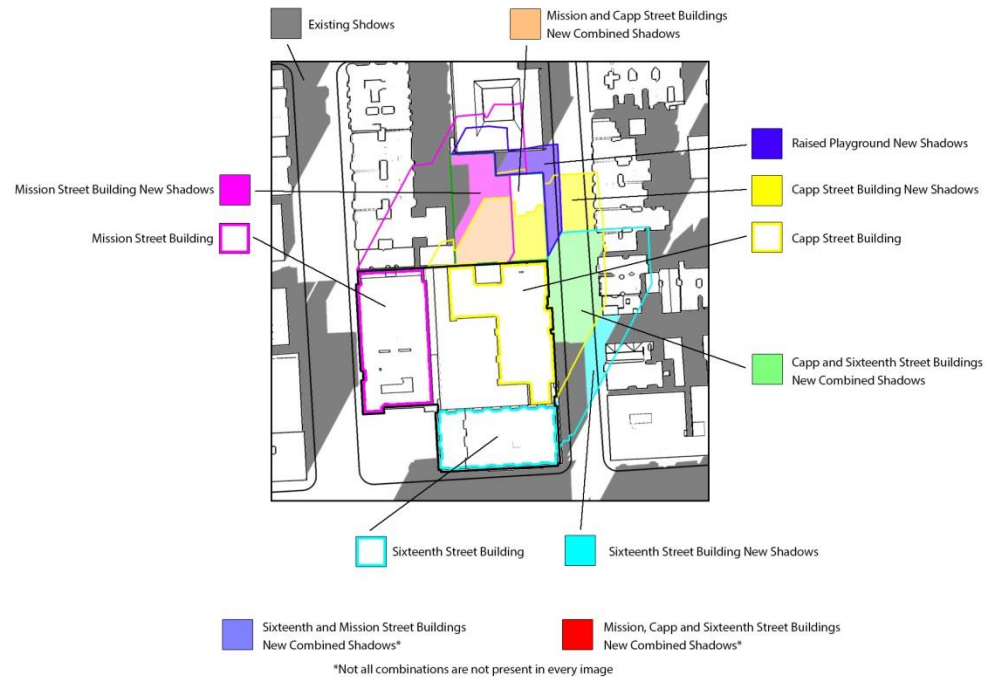 Existing Shdows
Mission and Capp Street Buildings
New Combined Shadows
Raised Playground New Shadows
Mission Street Building New Shadows
Capp Street Building New Shadows
Mission Street Building
Capp Street Building
Capp and Sixteenth Street Buildings
New Combined Shadows
Sixteenth Street Building
Sixteenth Street Building New Shadows
Sixteenth and Mission Street Buildings
New Combined Shadows*
Mission, Capp and Sixteenth Street Buildings
New Combined Shadows*
*Not all combinations are not present in every image